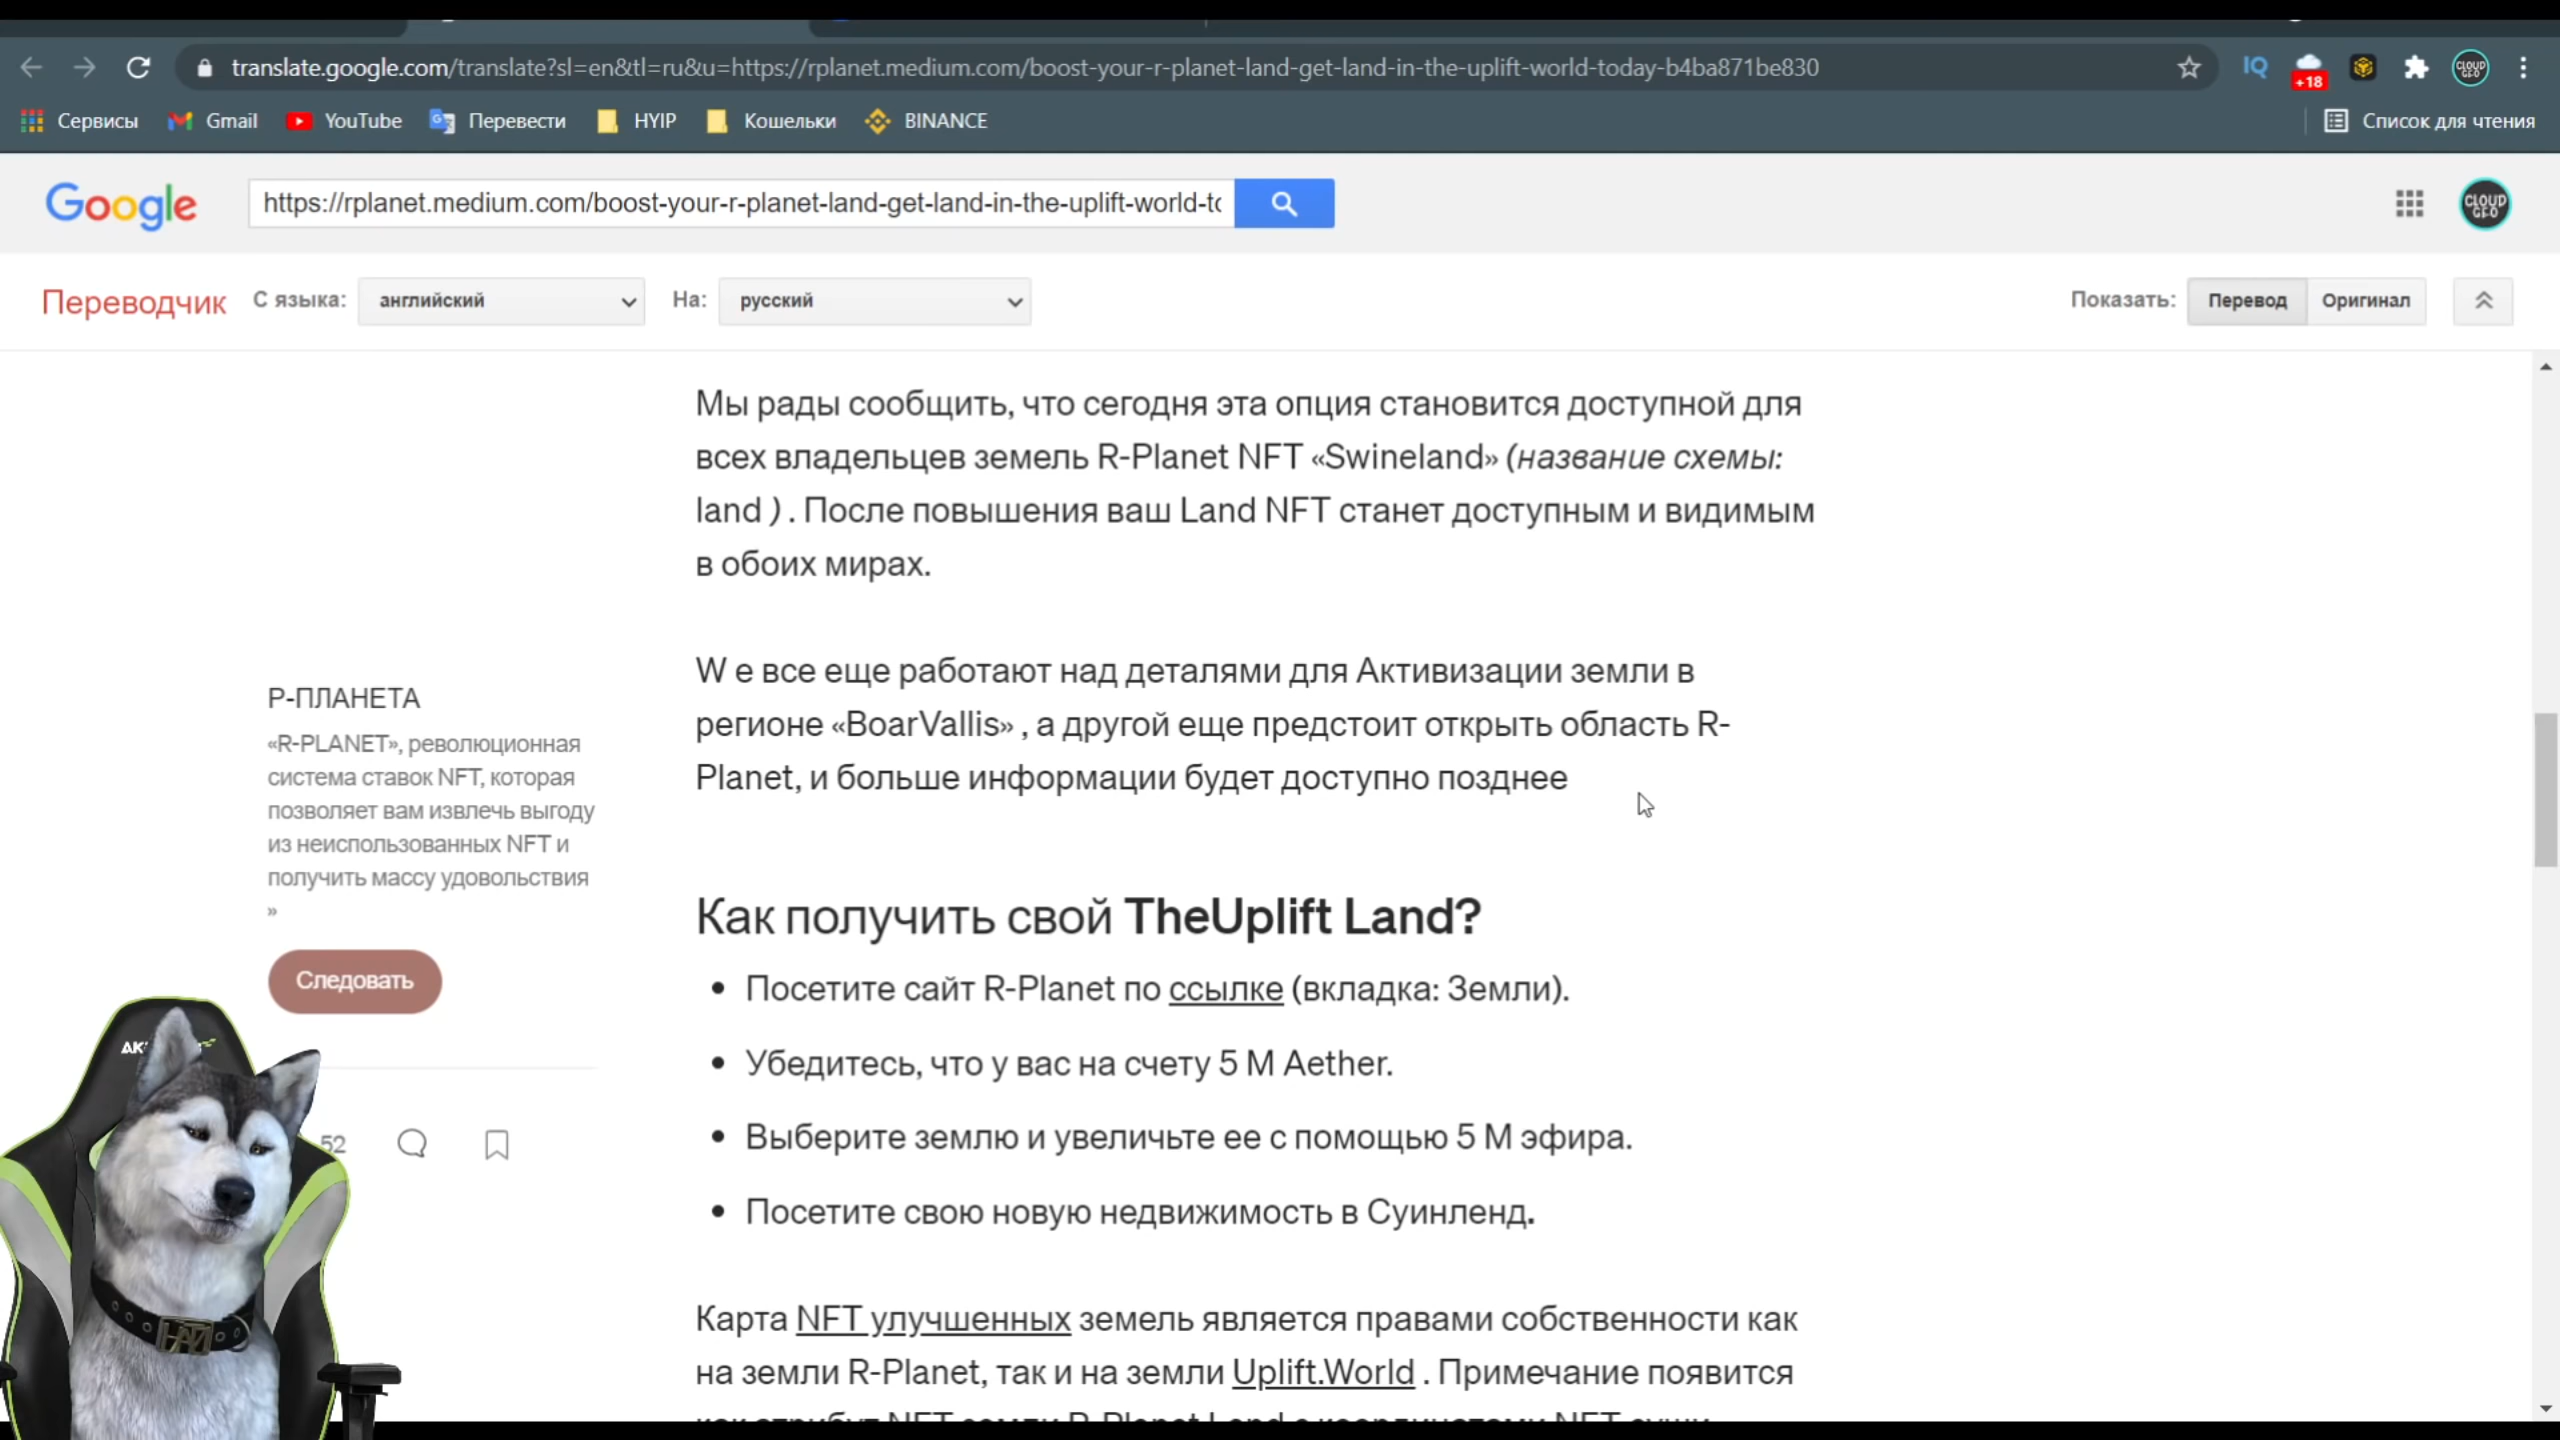 translate.google.com/translate?sl=en&tl=ru&u=https://rplanet.medium.com/boost-your-r-planet-land-get-land-in-the-uplift-world-today-b4ba871be830
IQ
+18
CLOUD
Сервисы
Gmail
YouTube
Перевести
HYIP
Кошельки
BINANCE
Список для чтения
Google
https://rplanet.medium.com/boost-your-r-planet-land-get-land-in-the-uplift-world-to
CLOUD
Переводчик
С языка:
английский
На:
русский
Показать:
Перевод
Оригинал
Мы рады сообщить, что сегодня эта опция становится доступной для
всех владельцев земель R-Planet NFT «Swineland» (название схемы:
land ) . После повышения ваш Land NFT станет доступным и видимым
в обоих мирах.
W е все еще работают над деталями для Активизации земли в
регионе «BoarVallis» , а другой еще предстоит открыть область R-
Planet, и больше информации будет доступно позднее
Р-ПЛАНЕТА
«R-PLANET», революционная
система ставок NFT, которая
позволяет вам извлечь выгоду
из неиспользованных NFT и
получить массу удовольствия
»
Следовать
52
Как получить свой TheUplift Land?
• Посетите сайт R-Planet по ссылке (вкладка: Земли).
• Убедитесь, что у вас на счету 5 M Aether.
• Выберите землю и увеличьте ее с помощью 5 M эфира.
• Посетите свою новую недвижимость в Суинленд.
Карта NFT улучшенных земель является правами собственности как
на земли R-Planet, так и на земли Uplift.World . Примечание появится